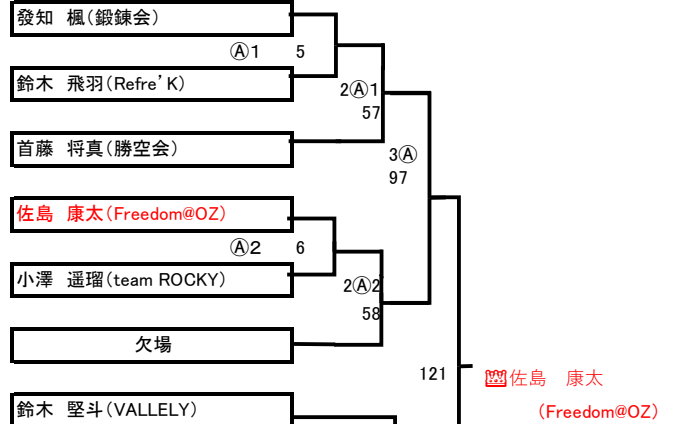 發知　楓（鍛錬会）
Ⓐ1　5
鈴木　飛羽（Refre'K）
2Ⓐ1
57
首藤　将真（勝空会）
3Ⓐ
97
佐島　康太（Freedom@OZ）
Ⓐ2　6
小澤　遥瑠（team ROCKY）
2Ⓐ2
58
欠場
121
佐島　康太
（Freedom@OZ）
鈴木　堅斗（VALLELY）